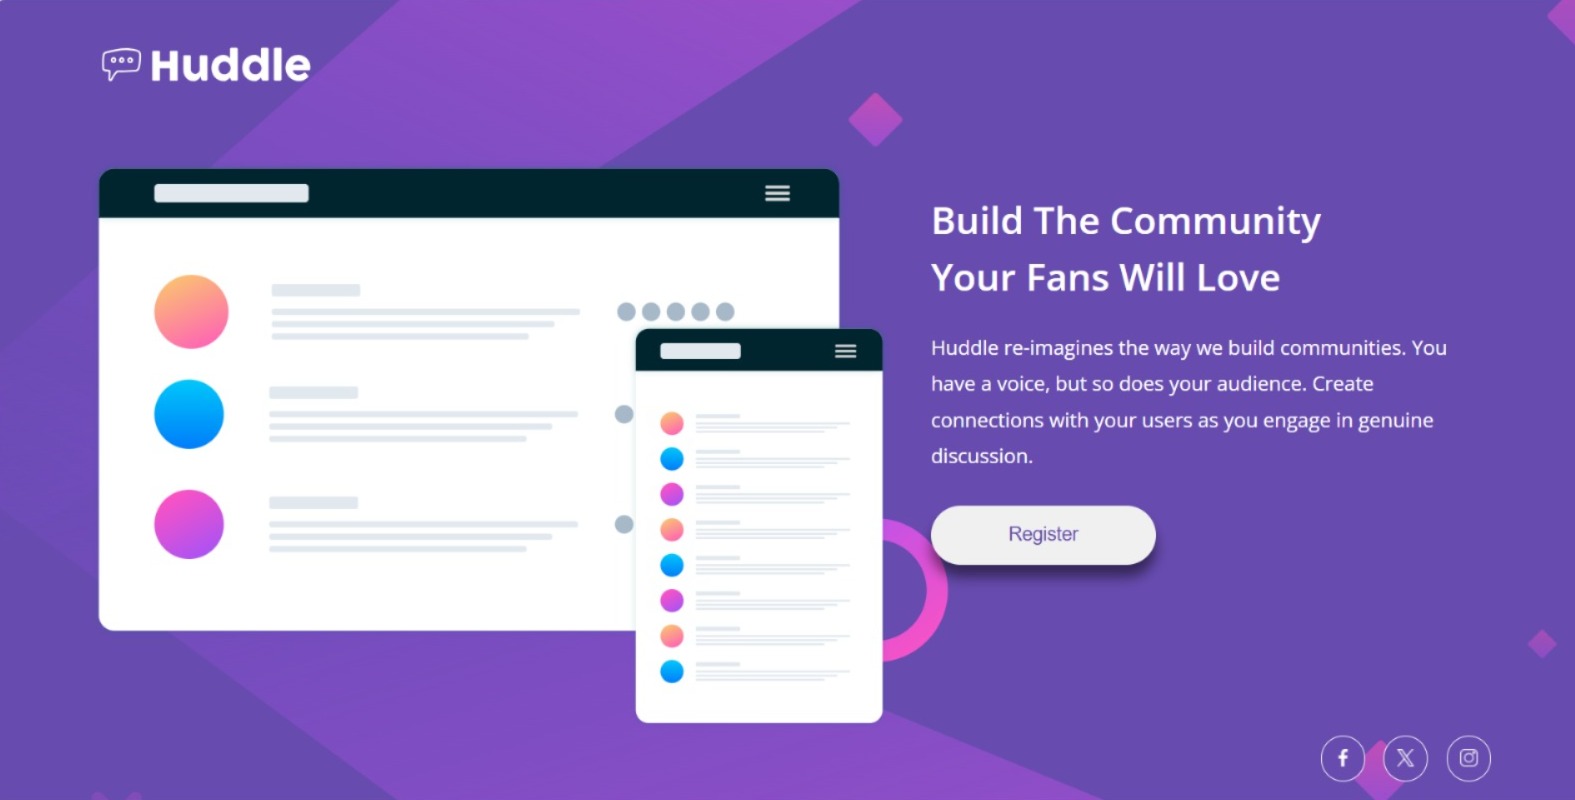 Huddle
Build The Community
Your Fans Will Love
Huddle re-imagines the way we build communities. You
have a voice, but so does your audience. Create
connections with your users as you engage in genuine
discussion.
Register